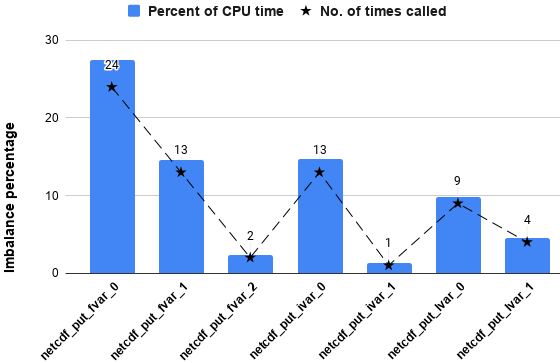 Percent of CPU time
No. of times called
Imbalance percentage
30
20
10
0
24
13
2
13
1
9
4
netcdf_put_fvar_0
netcdf_put_fvar_1
netcdf_put_fvar_2
netcdf_put_ivar_0
netcdf_put_ivar_1
netcdf_put_lvar_0
netcdf_put_lvar_1